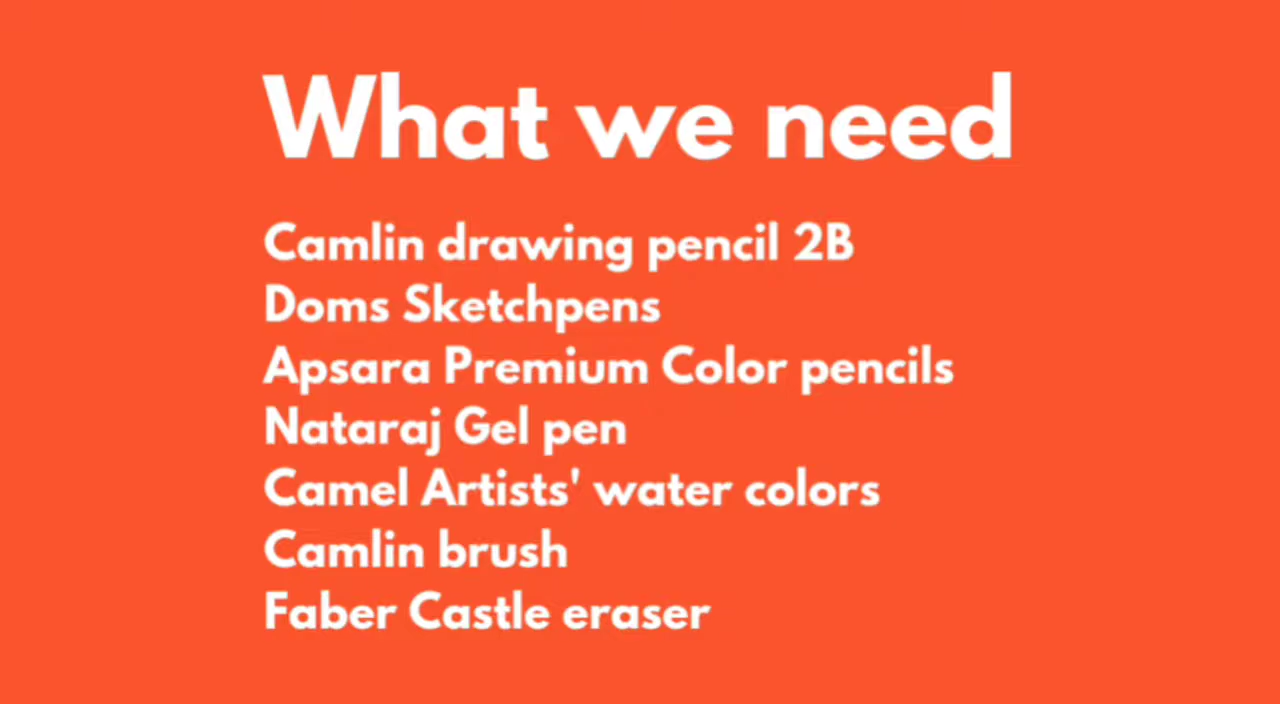 What we need
Camlin drawing pencil 2B
Doms Sketchpens
Apsara Premium Color pencils
Nataraj Gel pen
Camel Artists' water colors
Camlin brush
Faber Castle eraser